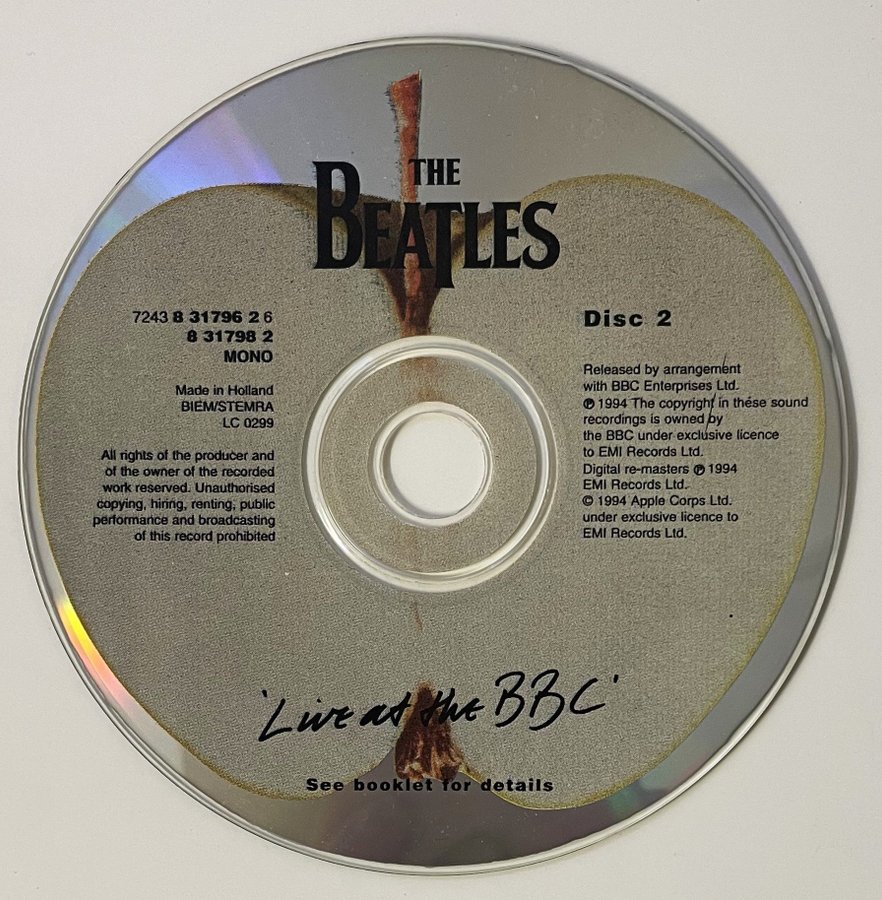 THE
BEATLES
7243 8 31796 2 6
8 31798 2
MONO
Made in Holland
BIEM/STEMRA
LC 0299
All rights of the producer and
of the owner of the recorded
work reserved. Unauthorised
copying, hiring, renting, public
performance and broadcasting
of this record prohibited
Disc 2
Released by arrangement
with BBC Enterprises Ltd.
℗ 1994 The copyright in these sound
recordings is owned by
the BBC under exclusive licence
to EMI Records Ltd.
Digital re-masters ℗ 1994
EMI Records Ltd.
© 1994 Apple Corps Ltd.
under exclusive licence to
EMI Records Ltd.
'Live at the BBC'
See booklet for details